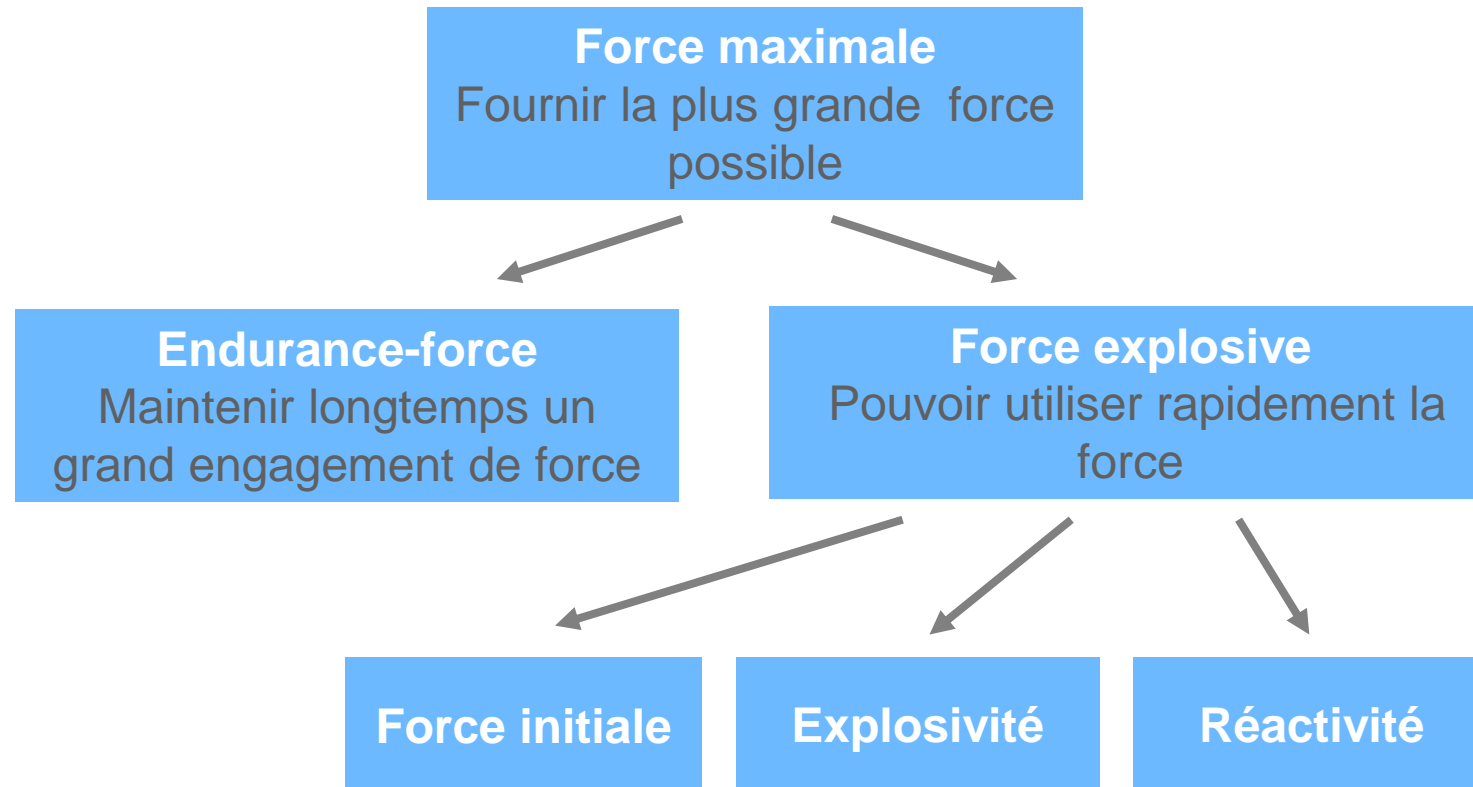 Force maximale
Fournir la plus grande  force
possible
Endurance-force
Maintenir longtemps un
grand engagement de force
Force explosive
Pouvoir utiliser rapidement la
force
Force initiale
Explosivité
Réactivité